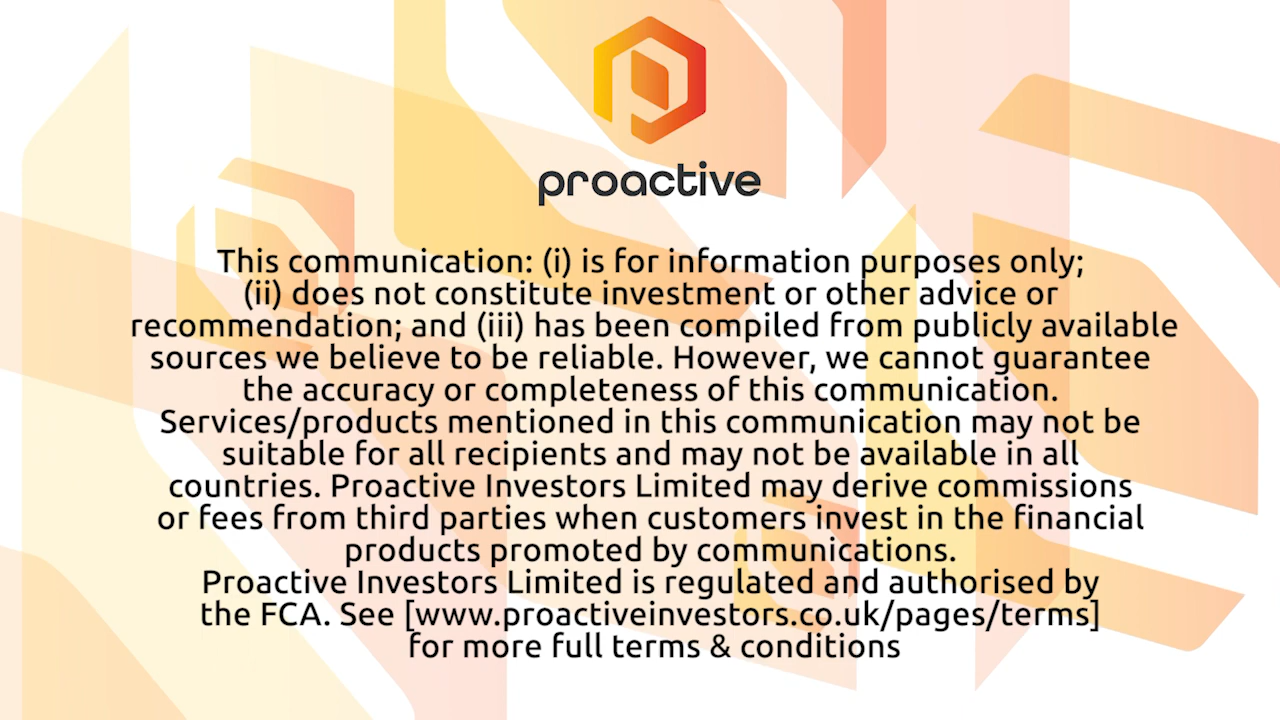 proactive
This communication: (i) is for information purposes only;
(ii) does not constitute investment or other advice or
recommendation; and (iii) has been compiled from publicly available
sources we believe to be reliable. However, we cannot guarantee
the accuracy or completeness of this communication.
Services/products mentioned in this communication may not be
suitable for all recipients and may not be available in all
countries. Proactive Investors Limited may derive commissions
or fees from third parties when customers invest in the financial
products promoted by communications.
Proactive Investors Limited is regulated and authorised by
the FCA. See [www.proactiveinvestors.co.uk/pages/terms]
for more full terms & conditions